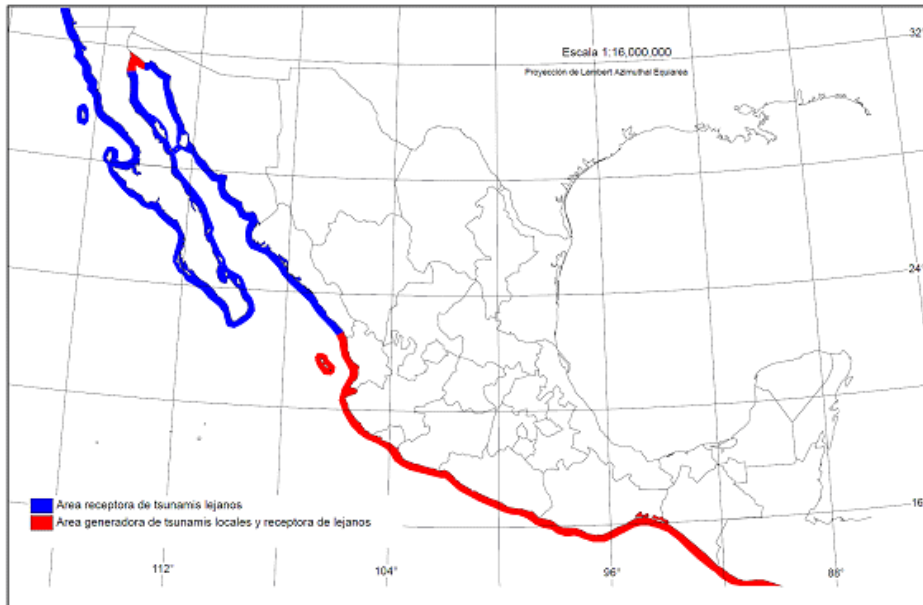 Escala 1:16,000,000
Proyección de Lambert Azimuthal Equiarea
32°
24°
16
Area receptora de tsunamis lejanos
Area generadora de tsunamis locales y receptora de lejanos
112°
104°
96°
88°